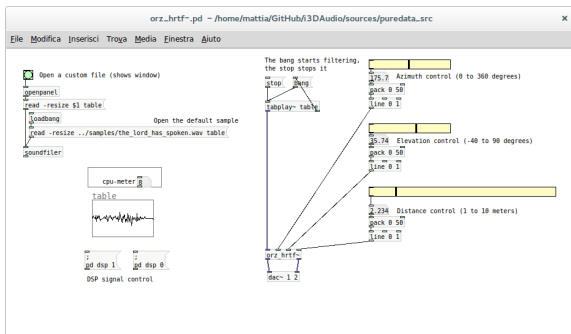 orz_hrtf~.pd – /home/mattia/GitHub/i3DAudio/sources/puredata_src
File Modifica Inserisci Trova Media Finestra Aiuto
Open a custom file (shows window)
openpanel
read -resize $1 table
loadbang
Open the default sample
read -resize ../samples/the_lord_has_spoken.wav table
soundfiler
cpu-meter 8
table
;
pd dsp 1
;
pd dsp 0
DSP signal control
The bang starts filtering,
the stop stops it
stop bang
tabplay~ table
175.7 Azimuth control (0 to 360 degrees)
pack 0 50
line 0 1
35.74 Elevation control (-40 to 90 degrees)
pack 0 50
line 0 1
2.234 Distance control (1 to 10 meters)
pack 0 50
line 0 1
orz_hrtf~
dac~ 1 2